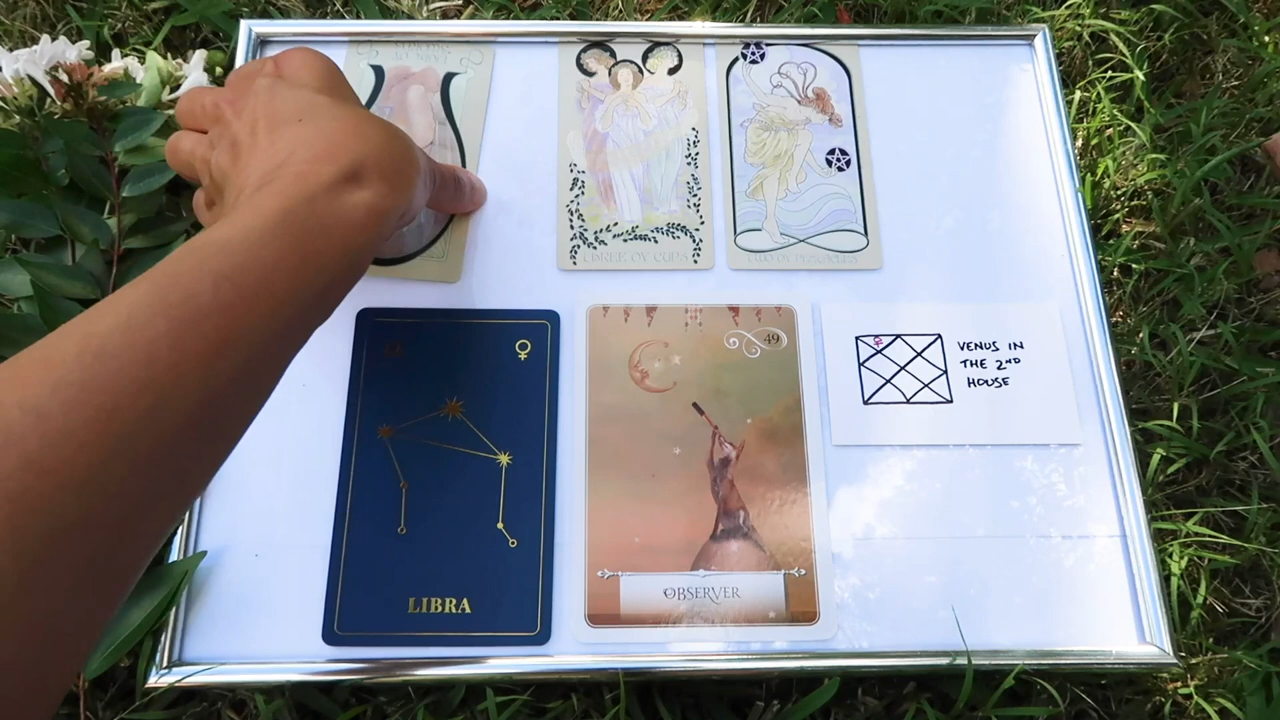 THREE OF CUPS
TWO OF PENTACLES
49
VENUS IN
THE 2ND
HOUSE
OBSERVER
LIBRA